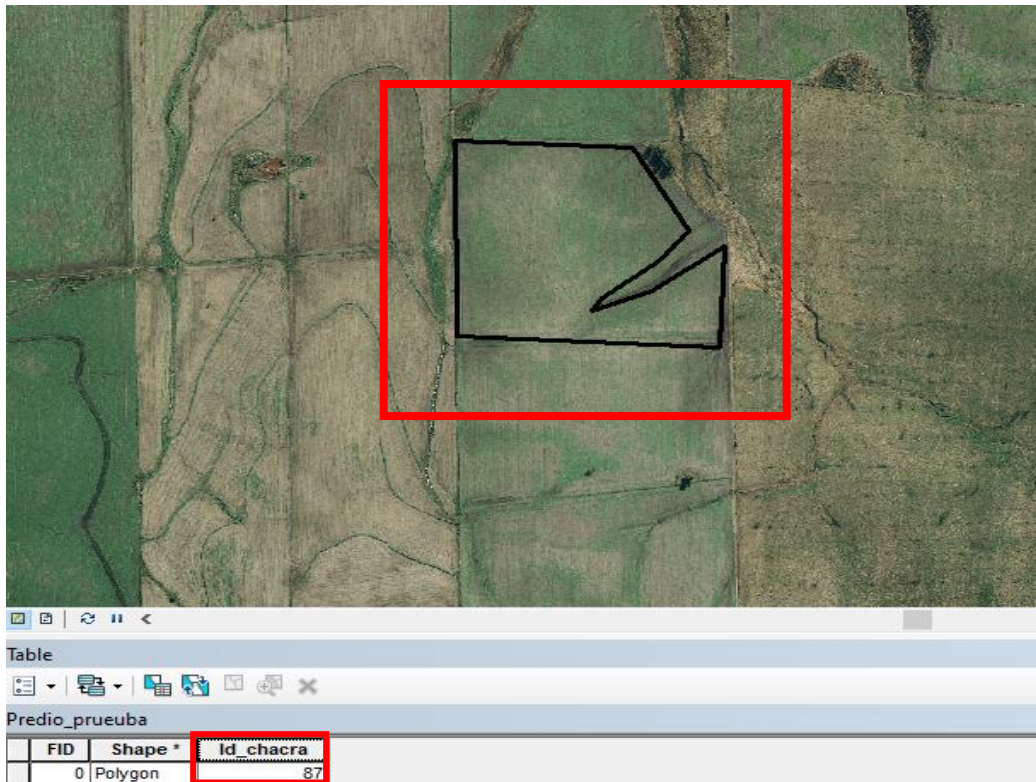 Table
Predio_prueuba
FID Shape * Id_chacra
0 Polygon 87